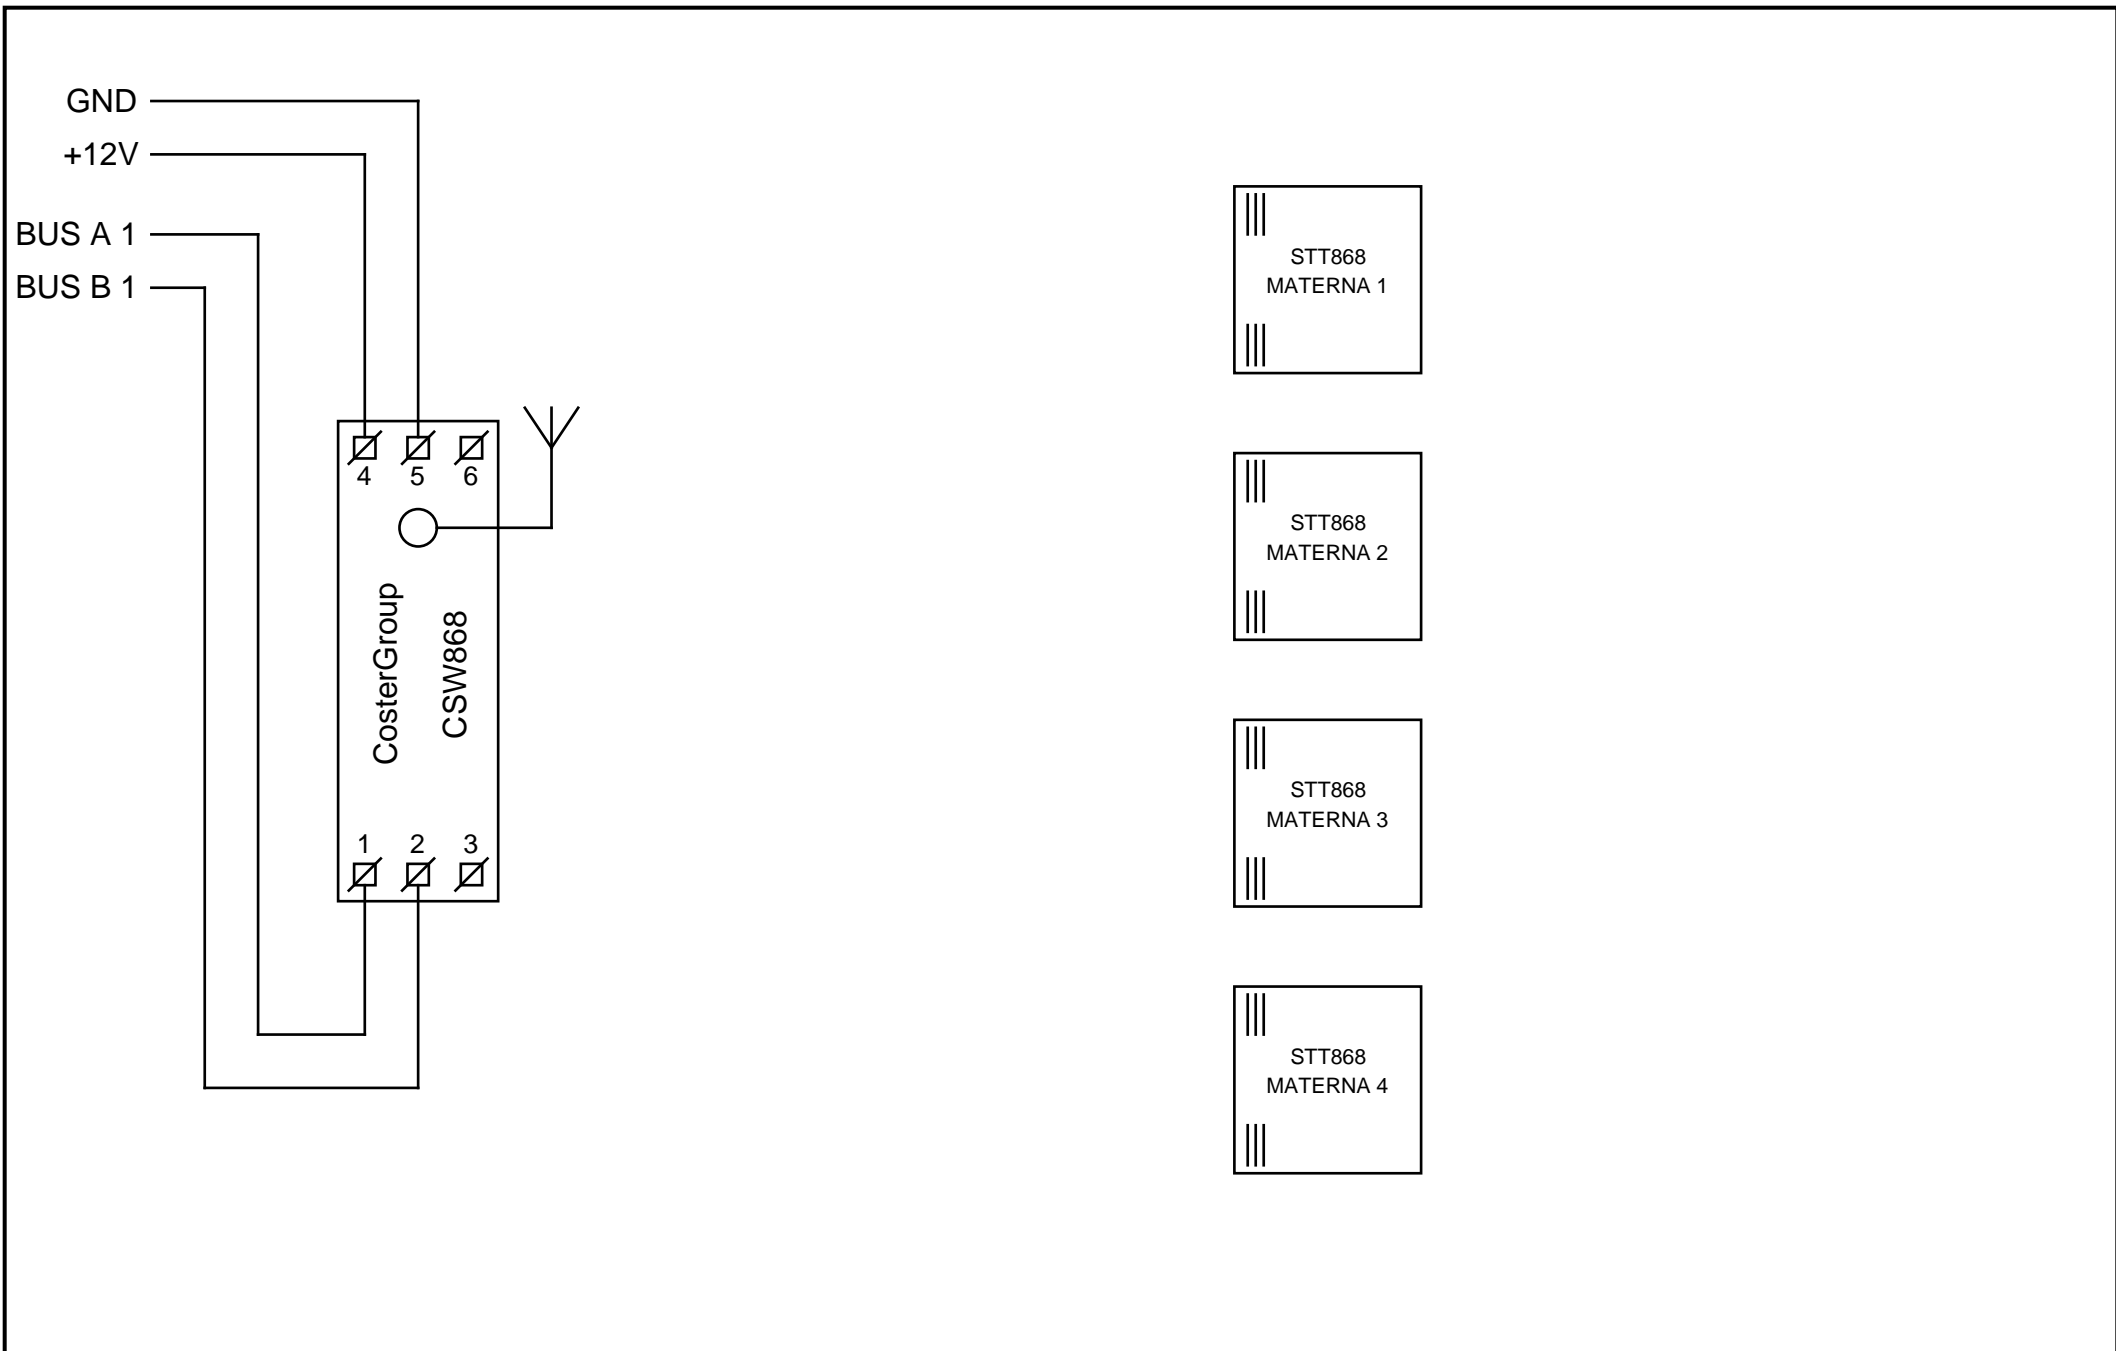 GND
+12V
BUS A 1
BUS B 1
4 5 6
CosterGroup
CSW868
1 2 3
STT868
MATERNA 1
STT868
MATERNA 2
STT868
MATERNA 3
STT868
MATERNA 4